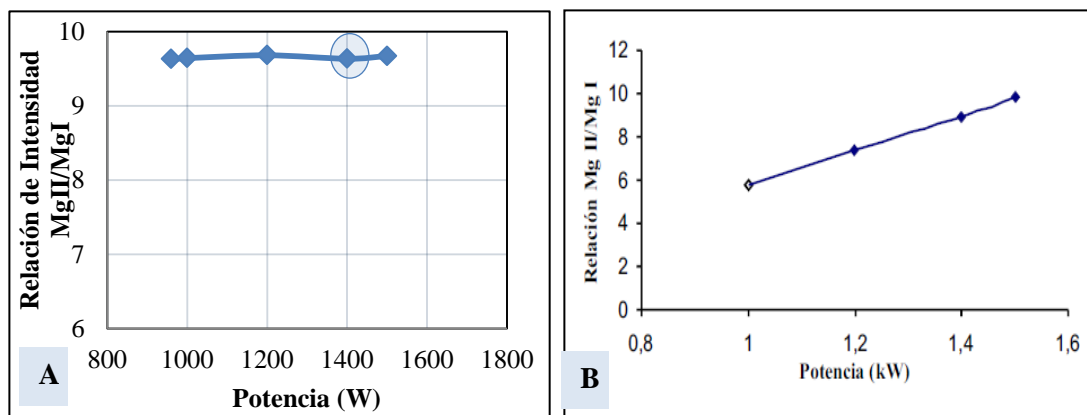 Relación de Intensidad
MgII/MgI
10
9
8
7
6
800 1000 1200 1400 1600 1800
Potencia (W)
A
Relación Mg II/Mg I
12
10
8
6
4
2
0
0,8 1 1,2 1,4 1,6
Potencia (kW)
B